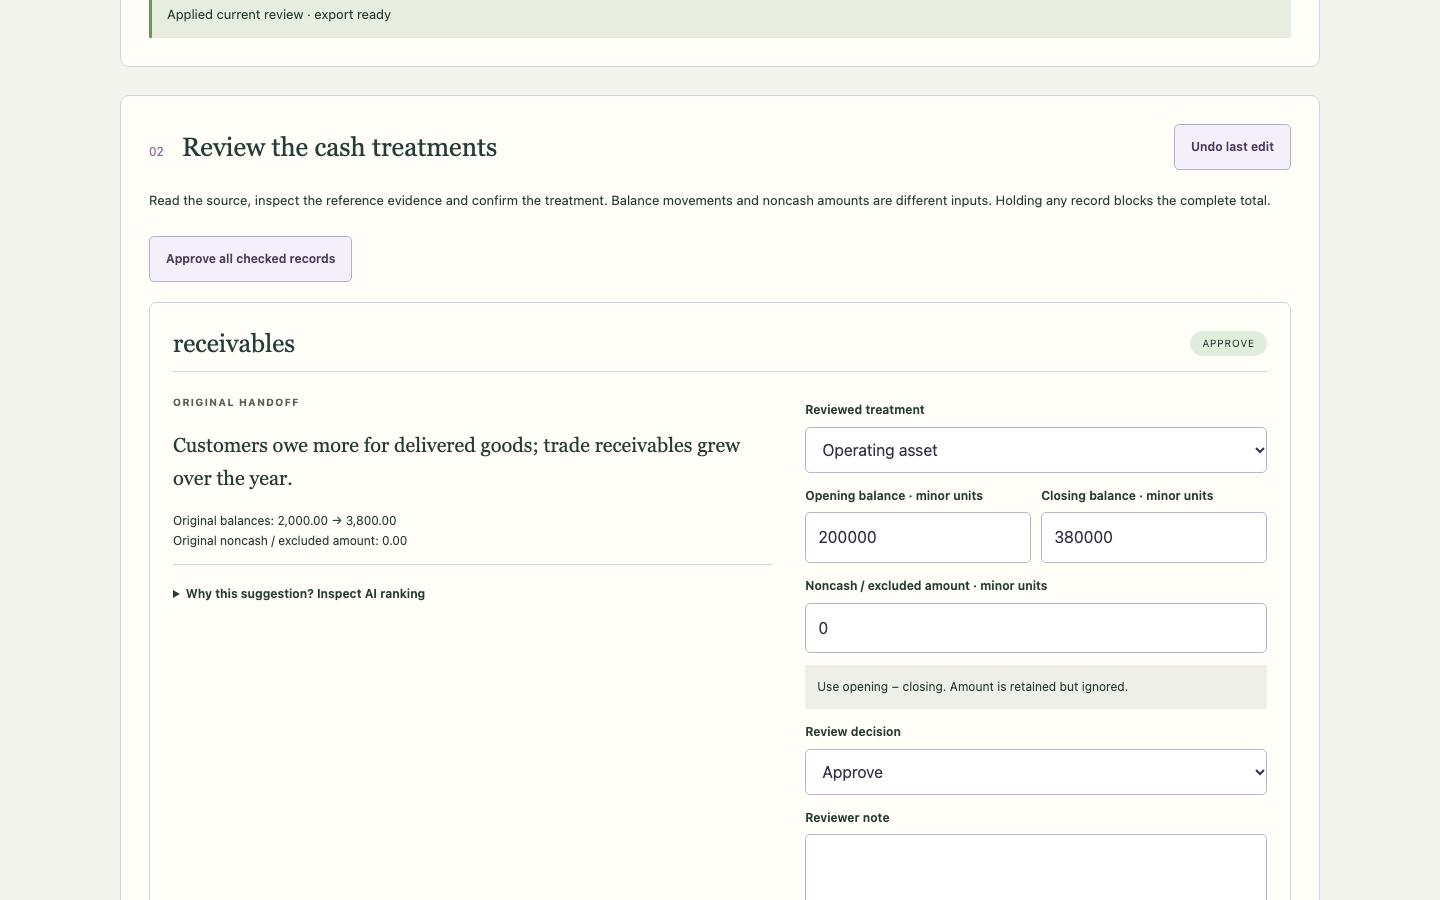 Applied current review · export ready
02 Review the cash treatments
Undo last edit
Read the source, inspect the reference evidence and confirm the treatment. Balance movements and noncash amounts are different inputs. Holding any record blocks the complete total.
Approve all checked records
receivables
APPROVE
ORIGINAL HANDOFF
Customers owe more for delivered goods; trade receivables grew
over the year.
Original balances: 2,000.00 → 3,800.00
Original noncash / excluded amount: 0.00
Why this suggestion? Inspect AI ranking
Reviewed treatment
Operating asset
Opening balance · minor units
Closing balance · minor units
200000
380000
Noncash / excluded amount · minor units
0
Use opening − closing. Amount is retained but ignored.
Review decision
Approve
Reviewer note